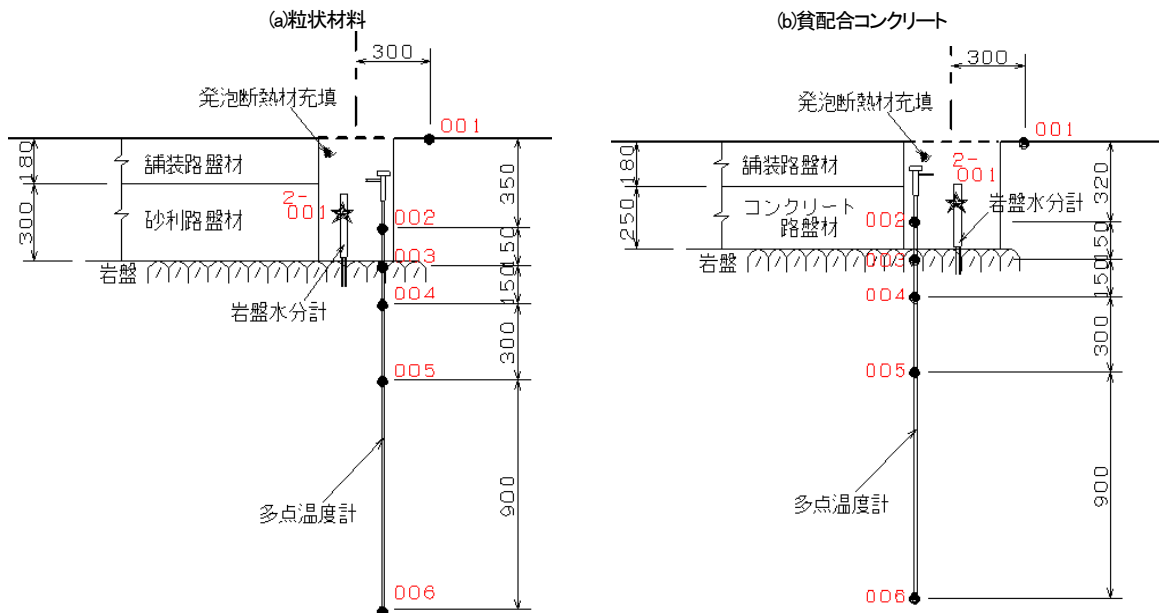 (a)粒状材料
300
発泡断熱材充填
001
180
舗装路盤材
350
2-
001
300
砂利路盤材
002
150
岩盤
003
150
004
岩盤水分計
300
005
900
多点温度計
006
(b)貧配合コンクリート
300
発泡断熱材充填
001
180
舗装路盤材
2-
001
320
250
コンクリート
路盤材
002
岩盤水分計
150
岩盤
003
150
004
300
005
900
多点温度計
006